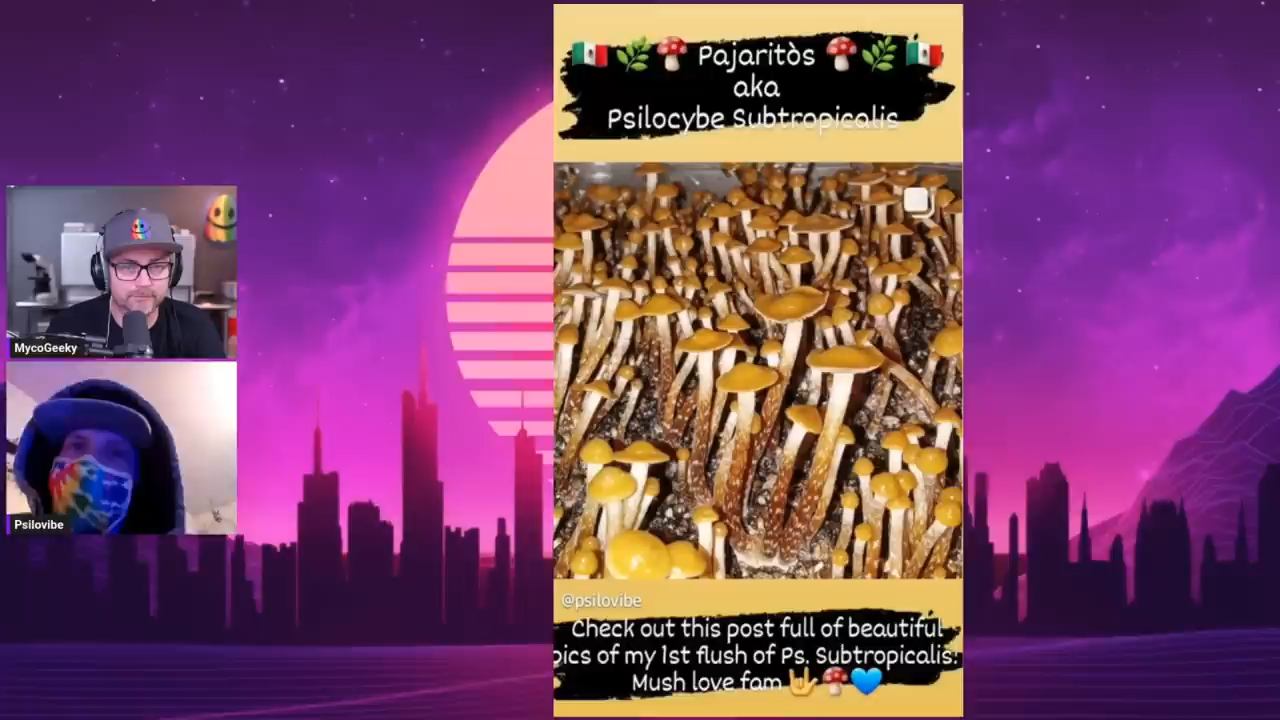 🇲🇽🌿🍄 Pajaritòs 🍄🌿🇲🇽
aka
Psilocybe Subtropicalis
MycoGeeky
Psilovibe
@psilovibe
Check out this post full of beautiful
pics of my 1st flush of Ps. Subtropicalis!
Mush love fam 🤟🍄💙